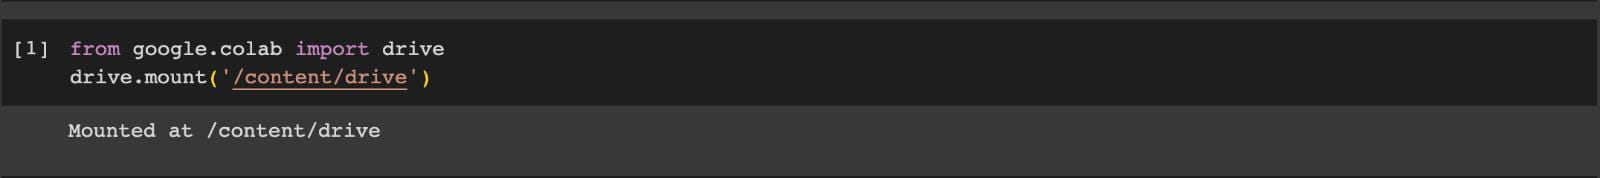 [1] from google.colab import drive
drive.mount('/content/drive')
Mounted at /content/drive